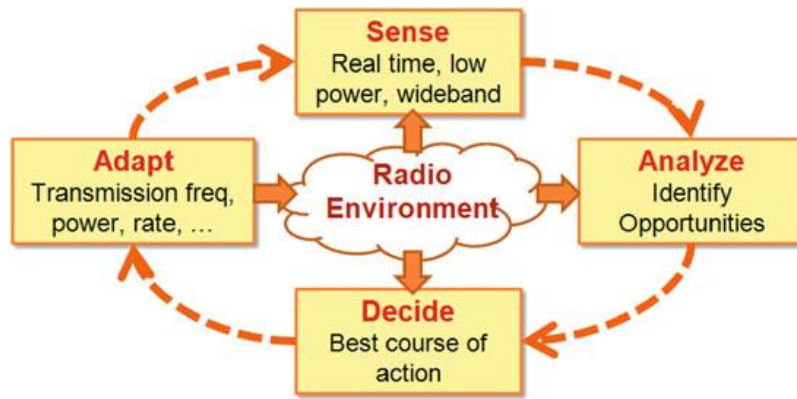 Sense
Real time, low
power, wideband
Adapt
Transmission freq,
power, rate, …
Radio
Environment
Analyze
Identify
Opportunities
Decide
Best course of
action